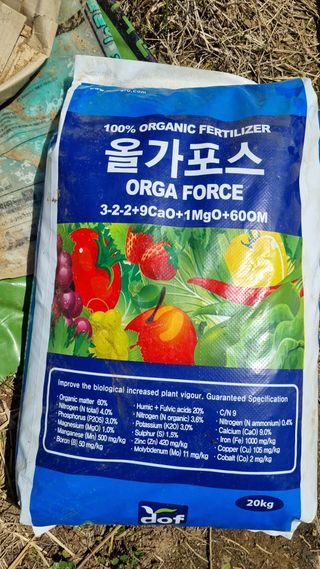 100% ORGANIC FERTILIZER
올가포스
ORGA FORCE
3-2-2+9CaO+1MgO+60OM
Improve the biological increased plant vigour. Guaranteed Specification
·Organic matter 60%
·Nitrogen (N total) 4,0%
·Phosphorus (P2O5) 3,0%
·Magnesium (MgO) 1,0%
·Manganese (Mn) 500 mg/kg
·Boron (B) 50 mg/kg
·Humic + Fulvic acids 20%
·Nitrogen (N organic) 3,6%
·Potassium (K2O) 3,0%
·Sulphur (S) 1,5%
·Zinc (Zn) 420 mg/kg
·Molybdenum (Mo) 11 mg/kg
·C/N 9
·Nitrogen (N ammonium) 0,4%
·Calcium (CaO) 9,0%
·Iron (Fe) 1000 mg/kg
·Copper (Cu) 105 mg/kg
·Cobalt (Co) 2 mg/kg
20kg
dof